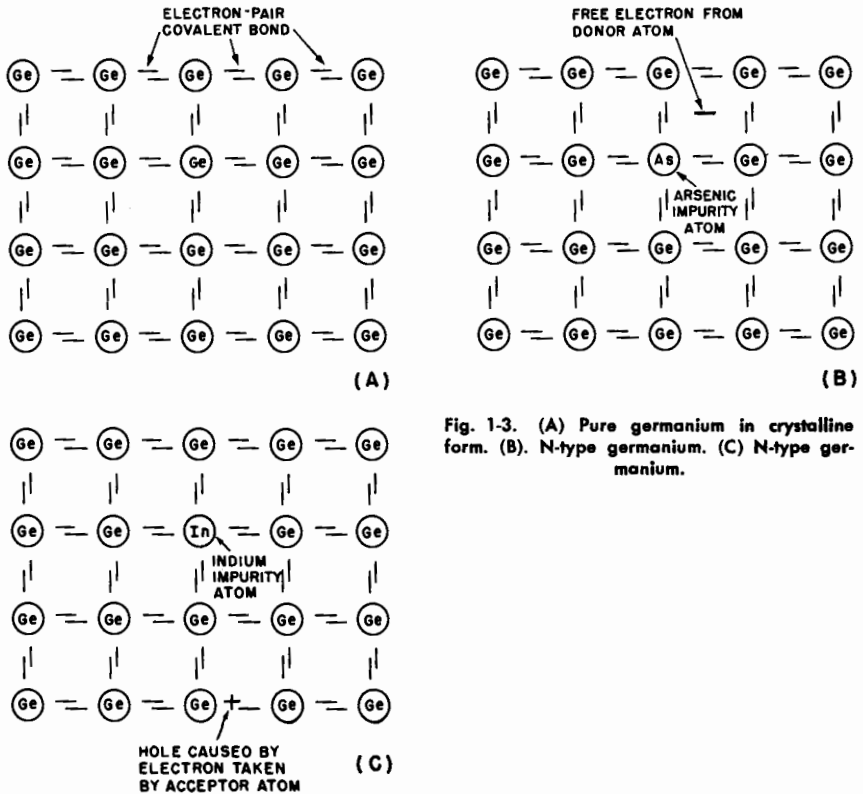 ELECTRON-PAIR
COVALENT BOND
Ge Ge Ge Ge Ge
Ge Ge Ge Ge Ge
Ge Ge Ge Ge Ge
Ge Ge Ge Ge Ge
(A)
FREE ELECTRON FROM
DONOR ATOM
Ge Ge Ge Ge Ge
Ge Ge As Ge Ge
ARSENIC
IMPURITY
ATOM
Ge Ge Ge Ge Ge
Ge Ge Ge Ge Ge
(B)
Ge Ge Ge Ge Ge
Ge Ge In Ge Ge
INDIUM
IMPURITY
ATOM
Ge Ge Ge Ge Ge
Ge Ge Ge Ge Ge
HOLE CAUSED BY
ELECTRON TAKEN
BY ACCEPTOR ATOM
(C)
Fig. 1-3. (A) Pure germanium in crystalline
form. (B). N-type germanium. (C) N-type ger-
manium.